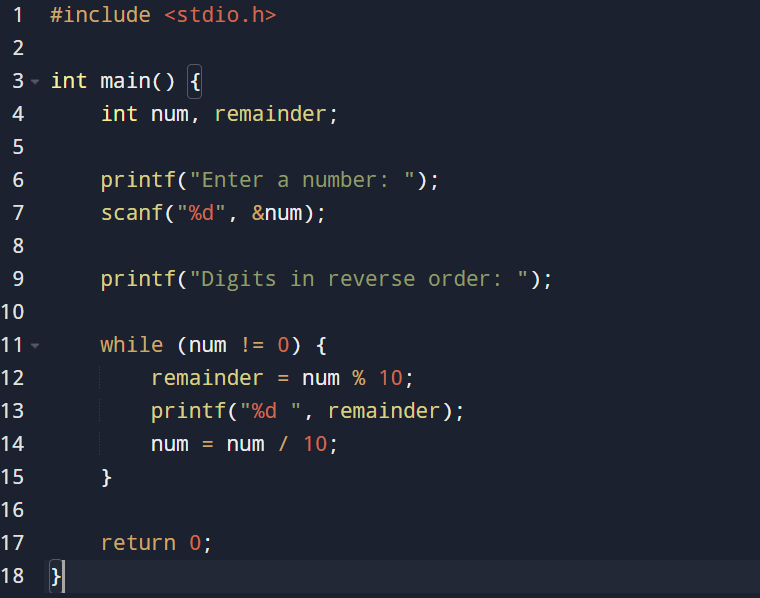 1 #include <stdio.h>
2
3 int main() {
4     int num, remainder;
5
6     printf("Enter a number: ");
7     scanf("%d", &num);
8
9     printf("Digits in reverse order: ");
10
11     while (num != 0) {
12         remainder = num % 10;
13         printf("%d ", remainder);
14         num = num / 10;
15     }
16
17     return 0;
18 }